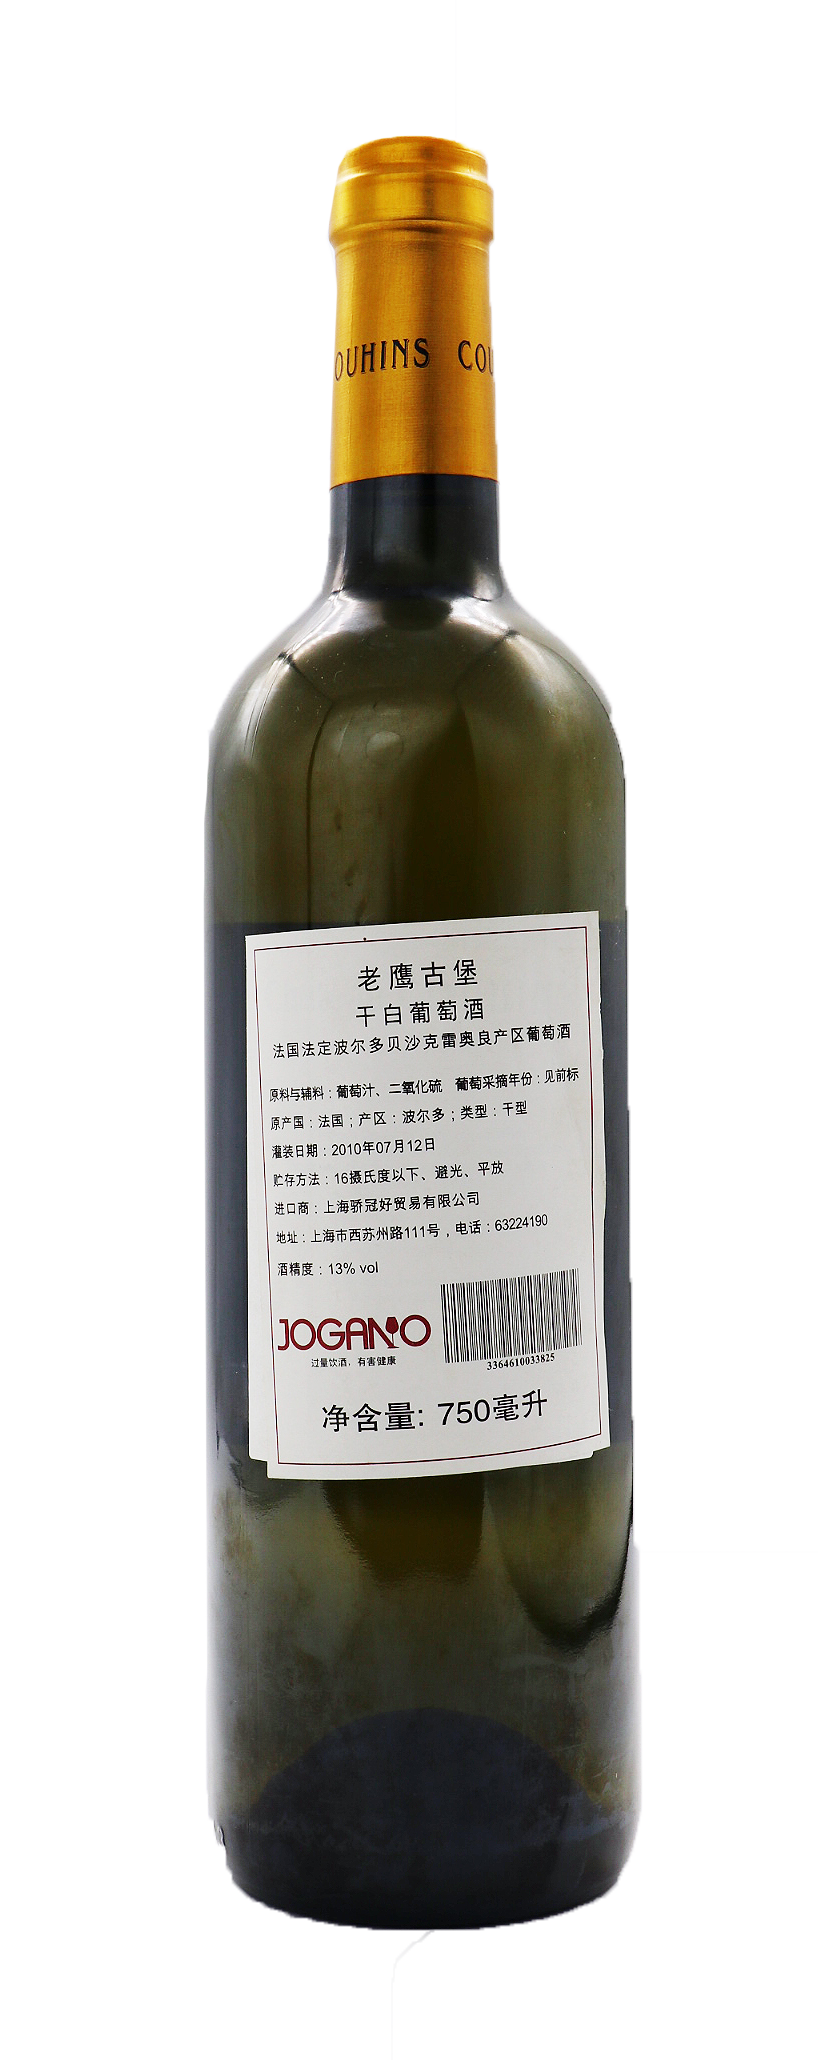 OUHINS COU
老鹰古堡
干白葡萄酒
法国法定波尔多贝沙克雷奥良产区葡萄酒
原料与辅料：葡萄汁、二氧化硫 葡萄采摘年份：见前标
原产国：法国；产区：波尔多；类型：干型
灌装日期：2010年07月12日
贮存方法：16摄氏度以下、避光、平放
进口商：上海骄冠好贸易有限公司
地址：上海市西苏州路111号，电话：63224190
酒精度：13% vol
JOGANO
过量饮酒，有害健康
3364610033825
净含量: 750毫升